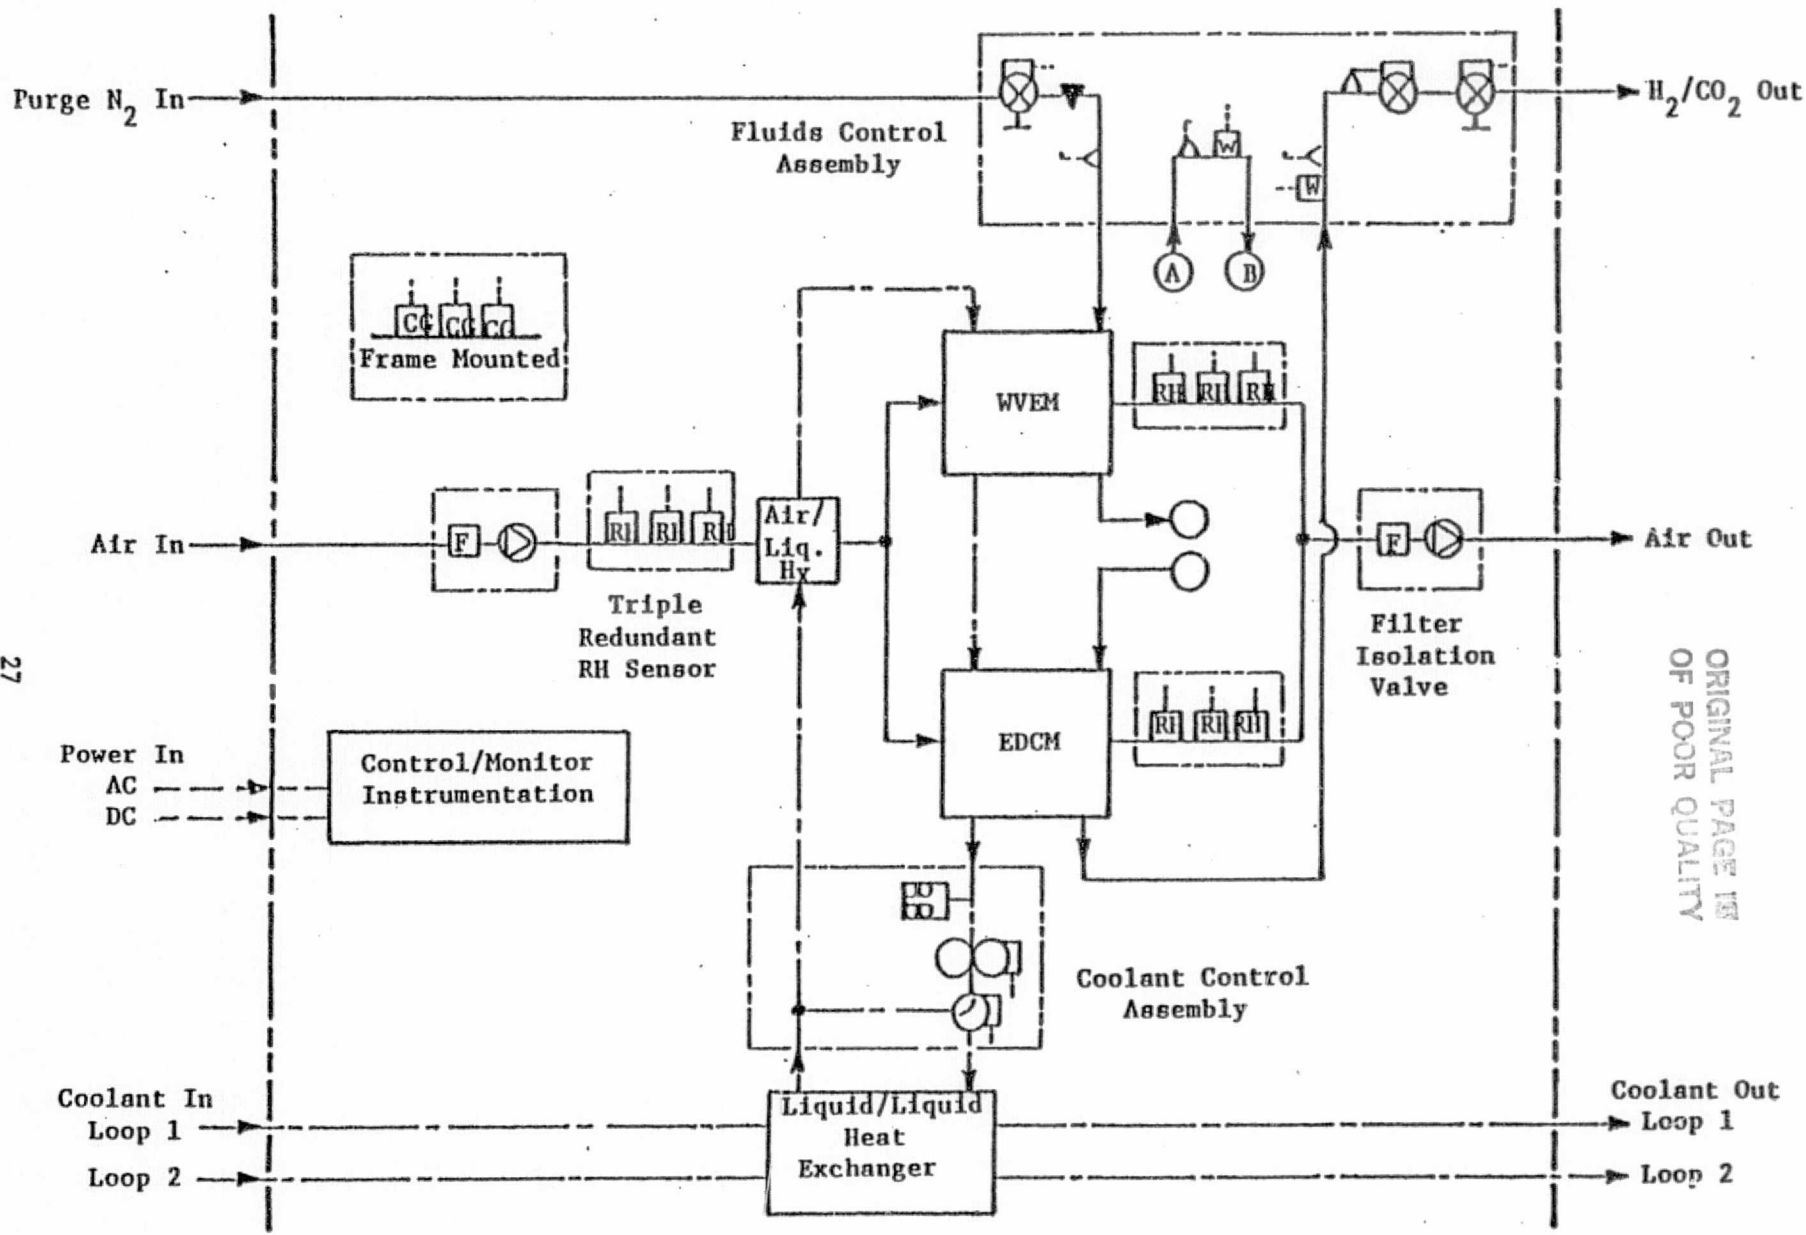 Purge N2 In
H2/CO2 Out
Fluids Control
Assembly
W
W
A
B
CG CG CG
Frame Mounted
WVEM
RH RH RH
Air In
F
RH RH RH
Air/
Liq.
Hx
F
Air Out
Triple
Redundant
RH Sensor
Filter
Isolation
Valve
27
ORIGINAL PAGE IS
OF POOR QUALITY
Power In
AC
DC
Control/Monitor
Instrumentation
EDCM
RH RH RH
Coolant Control
Assembly
Coolant In
Loop 1
Loop 2
Liquid/Liquid
Heat
Exchanger
Coolant Out
Loop 1
Loop 2